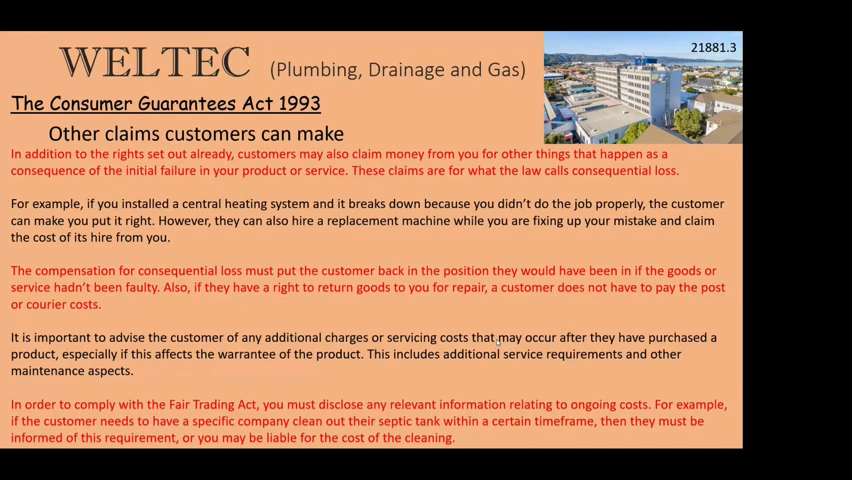 21881.3
WELTEC (Plumbing, Drainage and Gas)
The Consumer Guarantees Act 1993
Other claims customers can make
In addition to the rights set out already, customers may also claim money from you for other things that happen as a
consequence of the initial failure in your product or service. These claims are for what the law calls consequential loss.
For example, if you installed a central heating system and it breaks down because you didn't do the job properly, the customer
can make you put it right. However, they can also hire a replacement machine while you are fixing up your mistake and claim
the cost of its hire from you.
The compensation for consequential loss must put the customer back in the position they would have been in if the goods or
service hadn't been faulty. Also, if they have a right to return goods to you for repair, a customer does not have to pay the post
or courier costs.
It is important to advise the customer of any additional charges or servicing costs that may occur after they have purchased a
product, especially if this affects the warrantee of the product. This includes additional service requirements and other
maintenance aspects.
In order to comply with the Fair Trading Act, you must disclose any relevant information relating to ongoing costs. For example,
if the customer needs to have a specific company clean out their septic tank within a certain timeframe, then they must be
informed of this requirement, or you may be liable for the cost of the cleaning.